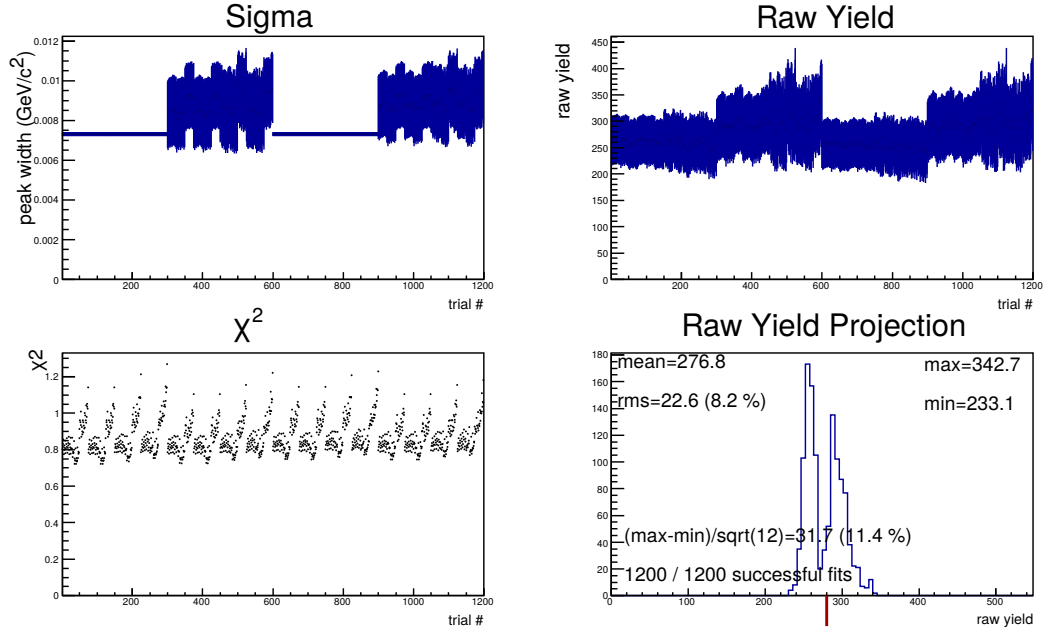 Sigma
peak width (GeV/c²)
0.012
0.01
0.008
0.006
0.004
0.002
0
200 400 600 800 1000 1200
trial #
Raw Yield
raw yield
450
400
350
300
250
200
150
100
50
0
0 200 400 600 800 1000 1200
trial #
χ²
χ²
1.2
1
0.8
0.6
0.4
0.2
0
200 400 600 800 1000 1200
trial #
Raw Yield Projection
180
160
140
120
100
80
60
40
20
0
mean=276.8
max=342.7
rms=22.6 (8.2 %)
min=233.1
(max-min)/sqrt(12)=31.7 (11.4 %)
1200 / 1200 successful fits
0 100 200 300 400 500
raw yield